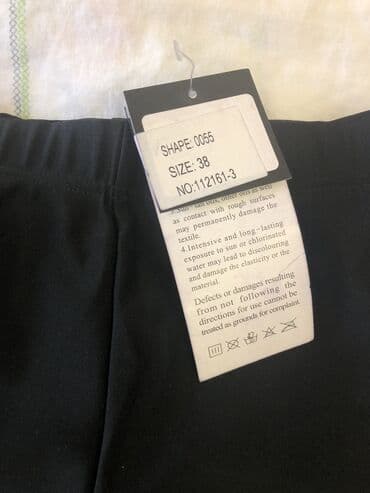 SHAPE: 0055
SIZE: 38
NO:112161-3
as contact with rough surfaces
may permanently damage the
textile.
4.Intensive and long-lasting
exposure to sun or chlorinated
water may lead to discolouring
and damage the elasticity or the
material.
Defects or damages resulting
from not following the
directions for use cannot be
treated as grounds for complaint